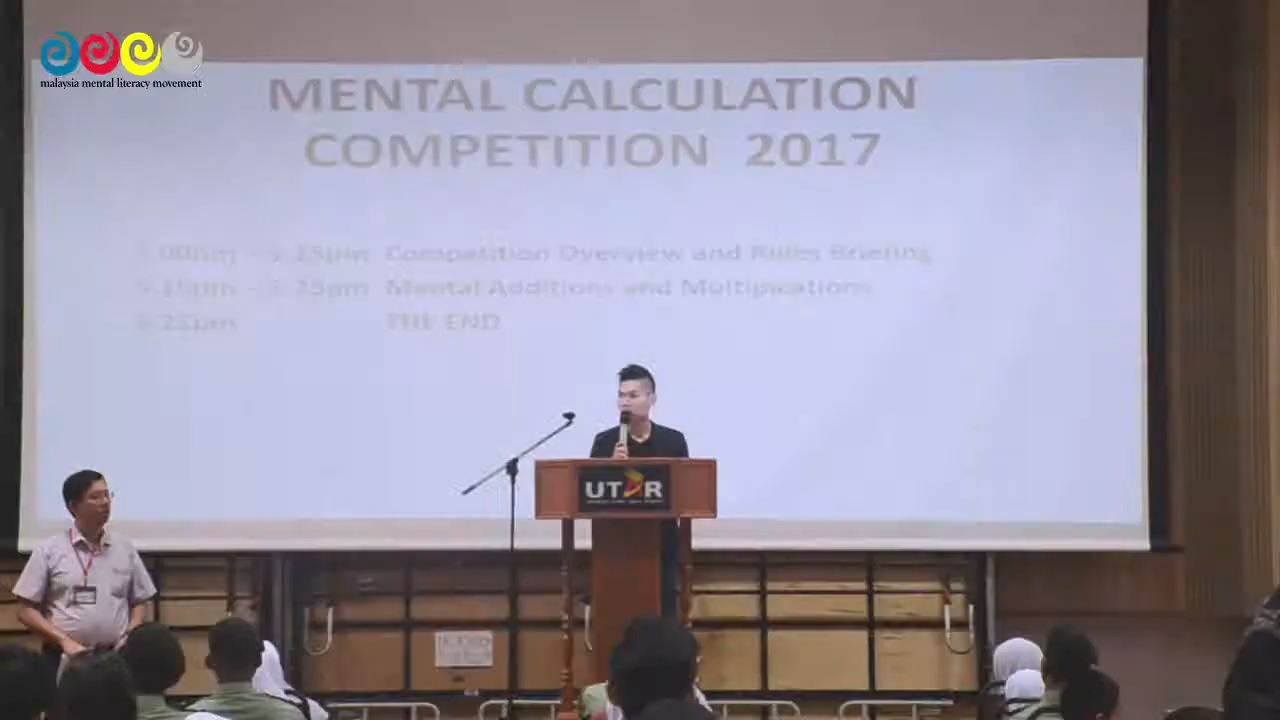 malaysia mental literacy movement
MENTAL CALCULATION
COMPETITION 2017
Competition Overview and Rules Briefing
Mental Additions and Multiplications
THE END
UTAR